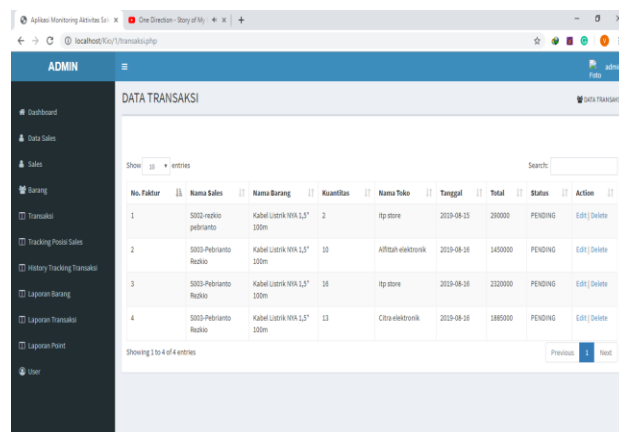 Aplikasi Monitoring Aktivitas Sal
One Direction - Story of My
localhost/Kio/1/transaksi.php
ADMIN
Foto
admi
DATA TRANSAKSI
DATA TRANSAKSI
Dashboard
Data Sales
Sales
Barang
Transaksi
Tracking Posisi Sales
History Tracking Transaksi
Laporan Barang
Laporan Transaksi
Laporan Point
User
Show 10 entries
Search:
No. Faktur Nama Sales Nama Barang Kuantitas Nama Toko Tanggal Total Status Action
1 S002-rezkio pebrianto Kabel Listrik NYA 1,5" 100m 2 itp store 2019-08-15 290000 PENDING Edit | Delete
2 S003-Pebrianto Rezkio Kabel Listrik NYA 1,5" 100m 10 Alfittah elektronik 2019-08-16 1450000 PENDING Edit | Delete
3 S003-Pebrianto Rezkio Kabel Listrik NYA 1,5" 100m 16 itp store 2019-08-16 2320000 PENDING Edit | Delete
4 S003-Pebrianto Rezkio Kabel Listrik NYA 1,5" 100m 13 Citra elektronik 2019-08-16 1885000 PENDING Edit | Delete
Showing 1 to 4 of 4 entries
Previous 1 Next